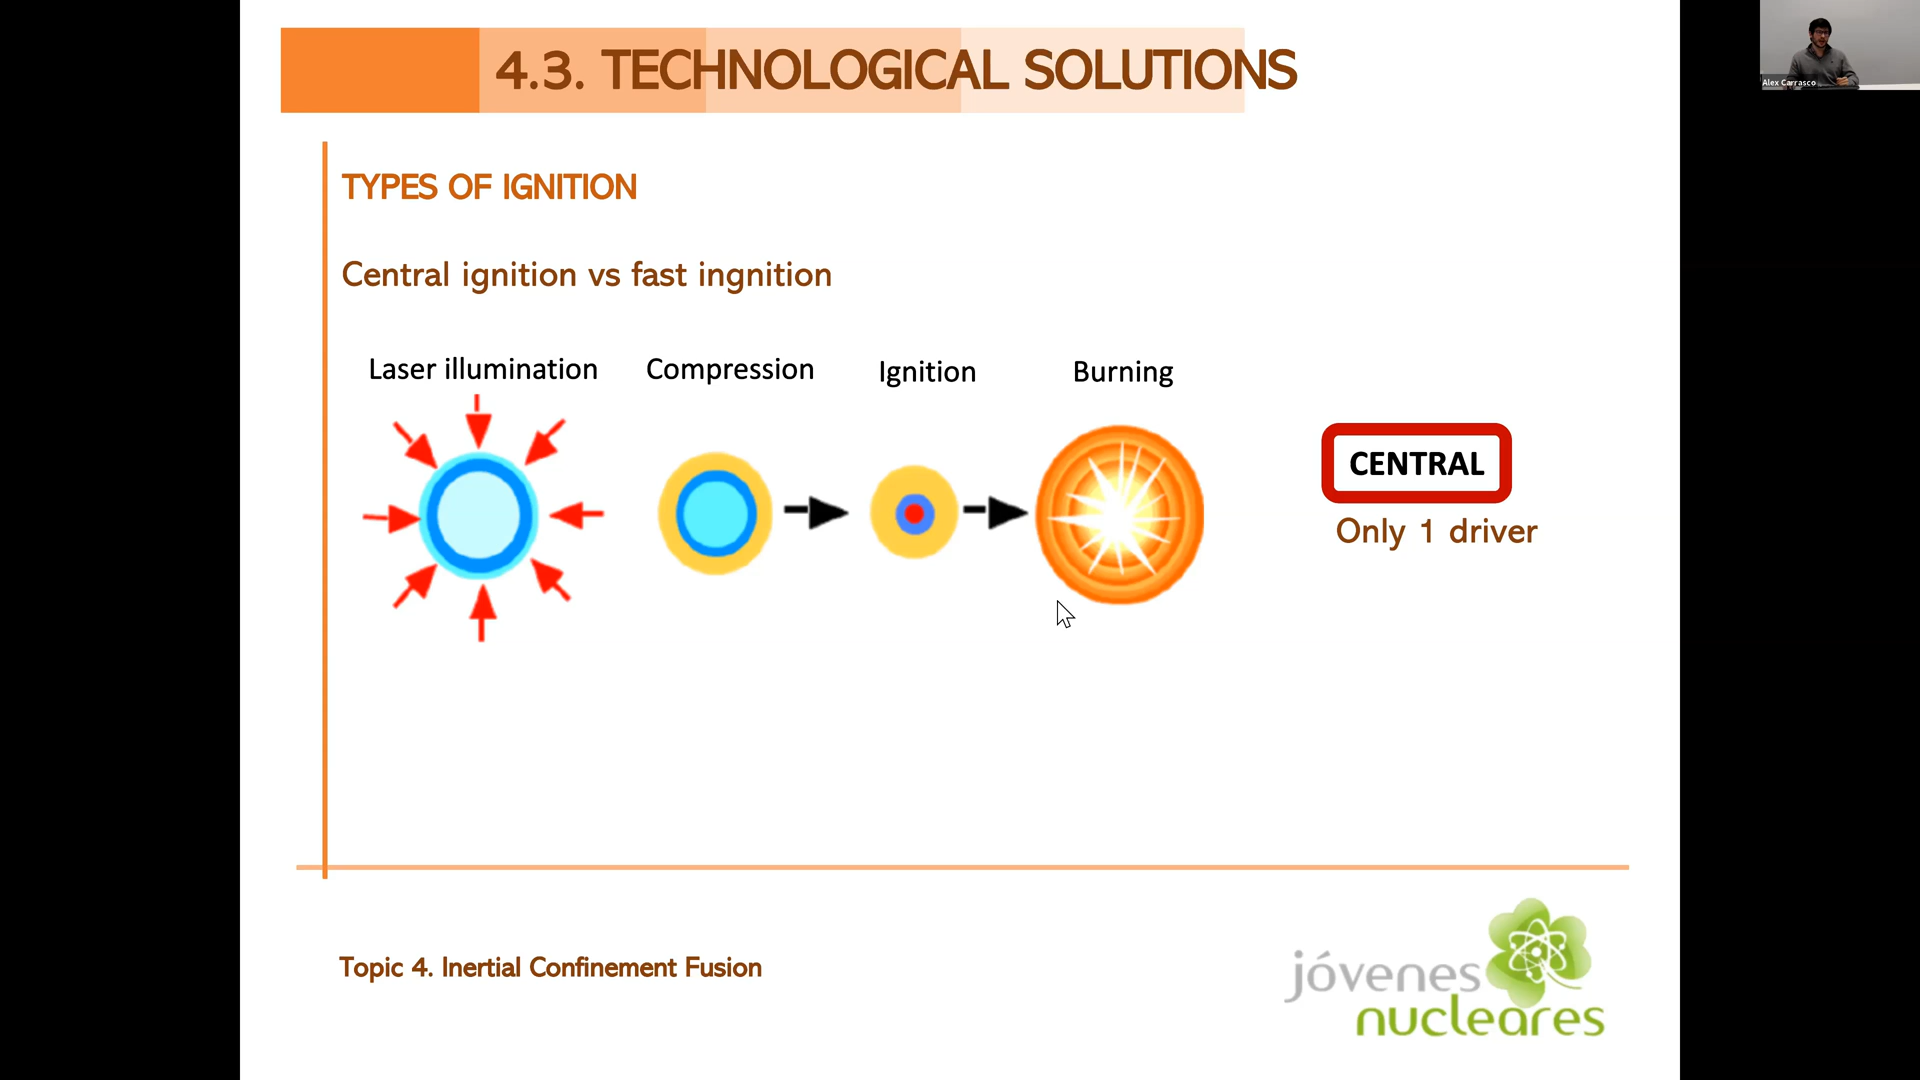 4.3. TECHNOLOGICAL SOLUTIONS
Alex Carrasco
TYPES OF IGNITION
Central ignition vs fast ingnition
Laser illumination
Compression
Ignition
Burning
CENTRAL
Only 1 driver
Topic 4. Inertial Confinement Fusion
jóvenes
nucleares